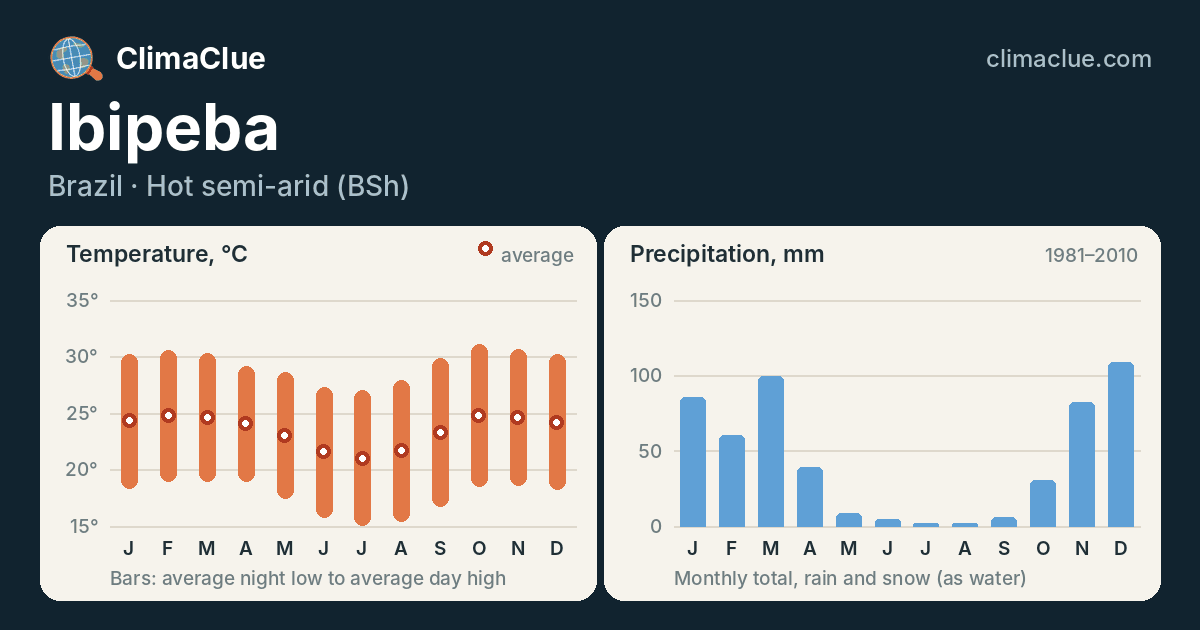 ClimaClue
climaclue.com
Ibipeba
Brazil · Hot semi-arid (BSh)
Temperature, °C
average
35°
30°
25°
20°
15°
J F M A M J J A S O N D
Bars: average night low to average day high
Precipitation, mm
1981–2010
150
100
50
0
J F M A M J J A S O N D
Monthly total, rain and snow (as water)